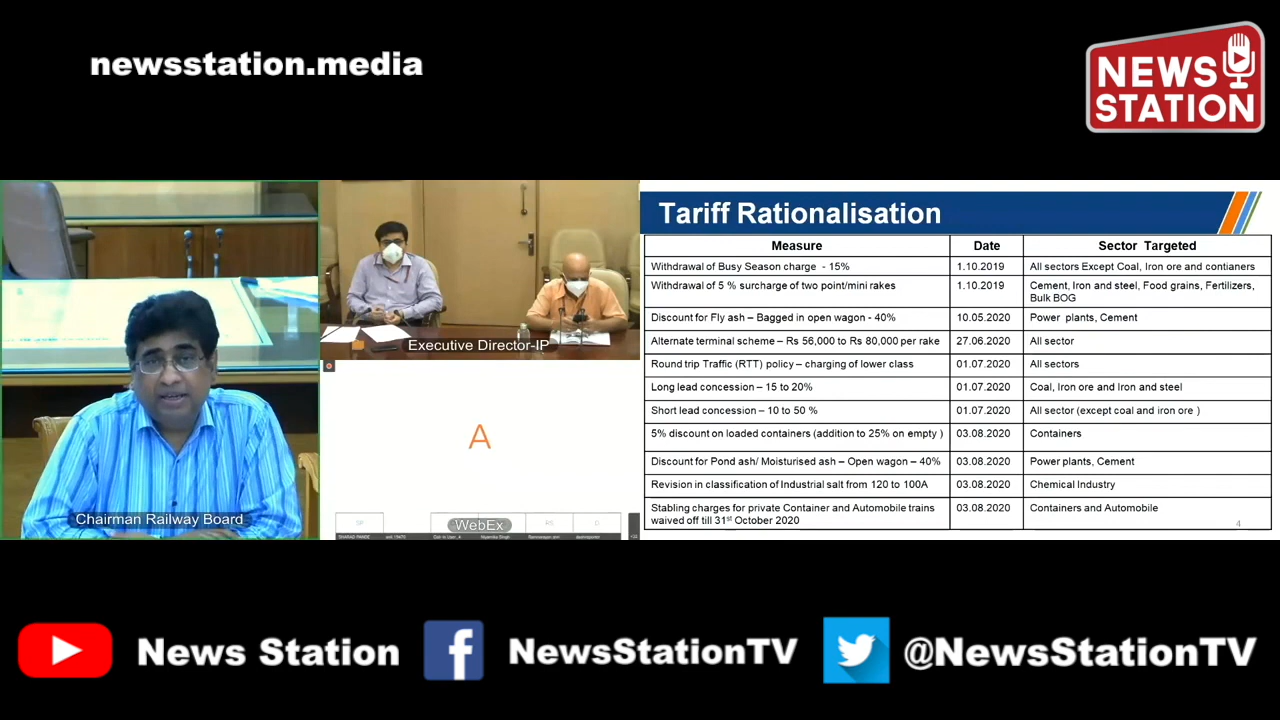 newsstation.media
NEWS
STATION
Tariff Rationalisation
Measure Date Sector Targeted
Withdrawal of Busy Season charge - 15% 1.10.2019 All sectors Except Coal, Iron ore and contianers
Withdrawal of 5 % surcharge of two point/mini rakes 1.10.2019 Cement, Iron and steel, Food grains, Fertilizers,
Bulk BOG
Discount for Fly ash – Bagged in open wagon - 40% 10.05.2020 Power plants, Cement
Alternate terminal scheme – Rs 56,000 to Rs 80,000 per rake 27.06.2020 All sector
Round trip Traffic (RTT) policy – charging of lower class 01.07.2020 All sectors
Long lead concession – 15 to 20% 01.07.2020 Coal, Iron ore and Iron and steel
Short lead concession – 10 to 50 % 01.07.2020 All sector (except coal and iron ore )
5% discount on loaded containers (addition to 25% on empty ) 03.08.2020 Containers
Discount for Pond ash/ Moisturised ash – Open wagon – 40% 03.08.2020 Power plants, Cement
Revision in classification of Industrial salt from 120 to 100A 03.08.2020 Chemical Industry
Stabling charges for private Container and Automobile trains 03.08.2020 Containers and Automobile
waived off till 31st October 2020
4
Executive Director-IP
A
Chairman Railway Board
SP RS D
WebEx
SHARAD PANDE
News Station
f NewsStationTV
@NewsStationTV